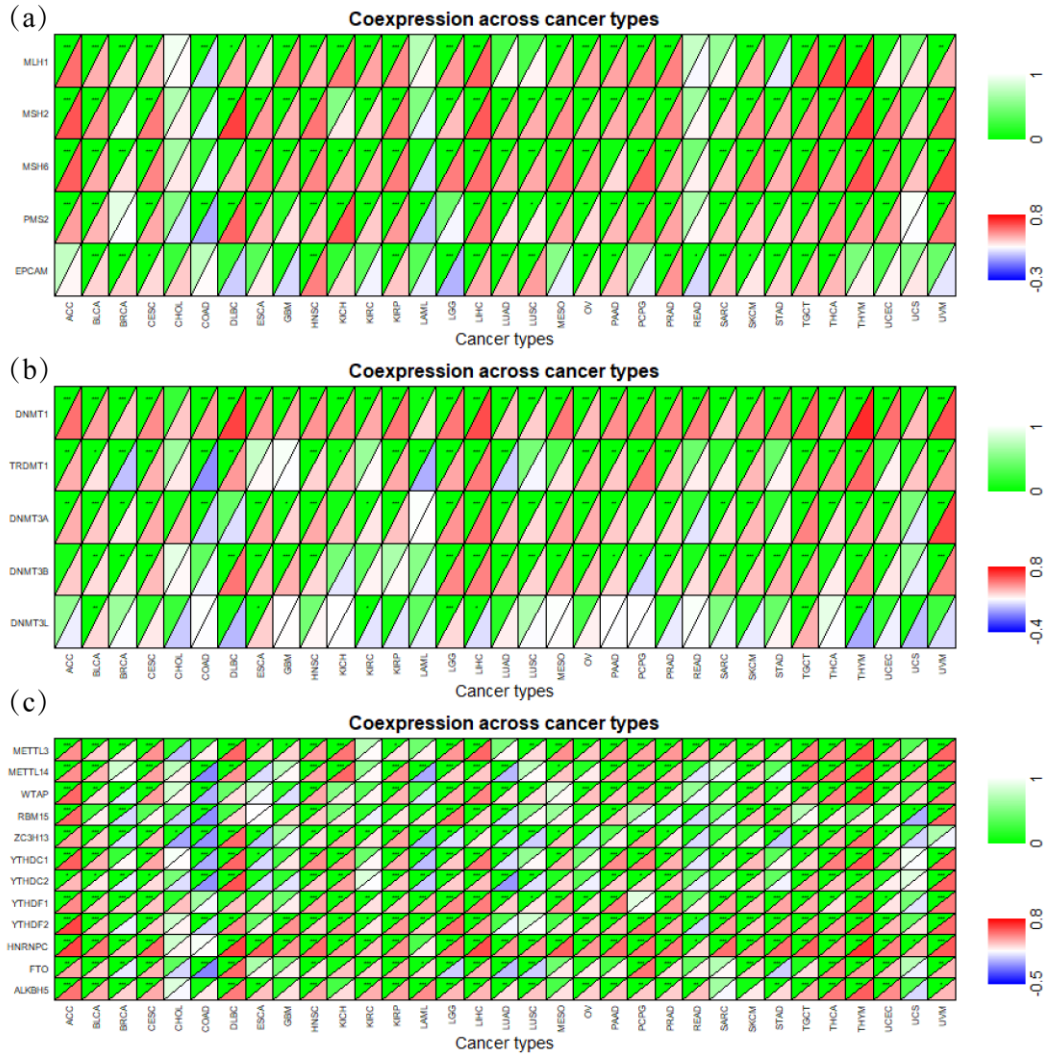 (a)
Coexpression across cancer types
MLH1
MSH2
MSH6
PMS2
EPCAM
ACC BLCA BRCA CESC CHOL COAD DLBC ESCA GBM HNSC KICH KIRC KIRP LAML LGG LIHC LUAD LUSC MESO OV PAAD PCPG PRAD READ SARC SKCM STAD TGCT THCA THYM UCEC UCS UVM
Cancer types
1
0
0.8
-0.3
(b)
Coexpression across cancer types
DNMT1
TRDMT1
DNMT3A
DNMT3B
DNMT3L
ACC BLCA BRCA CESC CHOL COAD DLBC ESCA GBM HNSC KICH KIRC KIRP LAML LGG LIHC LUAD LUSC MESO OV PAAD PCPG PRAD READ SARC SKCM STAD TGCT THCA THYM UCEC UCS UVM
Cancer types
1
0
0.8
-0.4
(c)
Coexpression across cancer types
METTL3
METTL14
WTAP
RBM15
ZC3H13
YTHDC1
YTHDC2
YTHDF1
YTHDF2
HNRNPC
FTO
ALKBH5
ACC BLCA BRCA CESC CHOL COAD DLBC ESCA GBM HNSC KICH KIRC KIRP LAML LGG LIHC LUAD LUSC MESO OV PAAD PCPG PRAD READ SARC SKCM STAD TGCT THCA THYM UCEC UCS UVM
Cancer types
1
0
0.8
-0.5